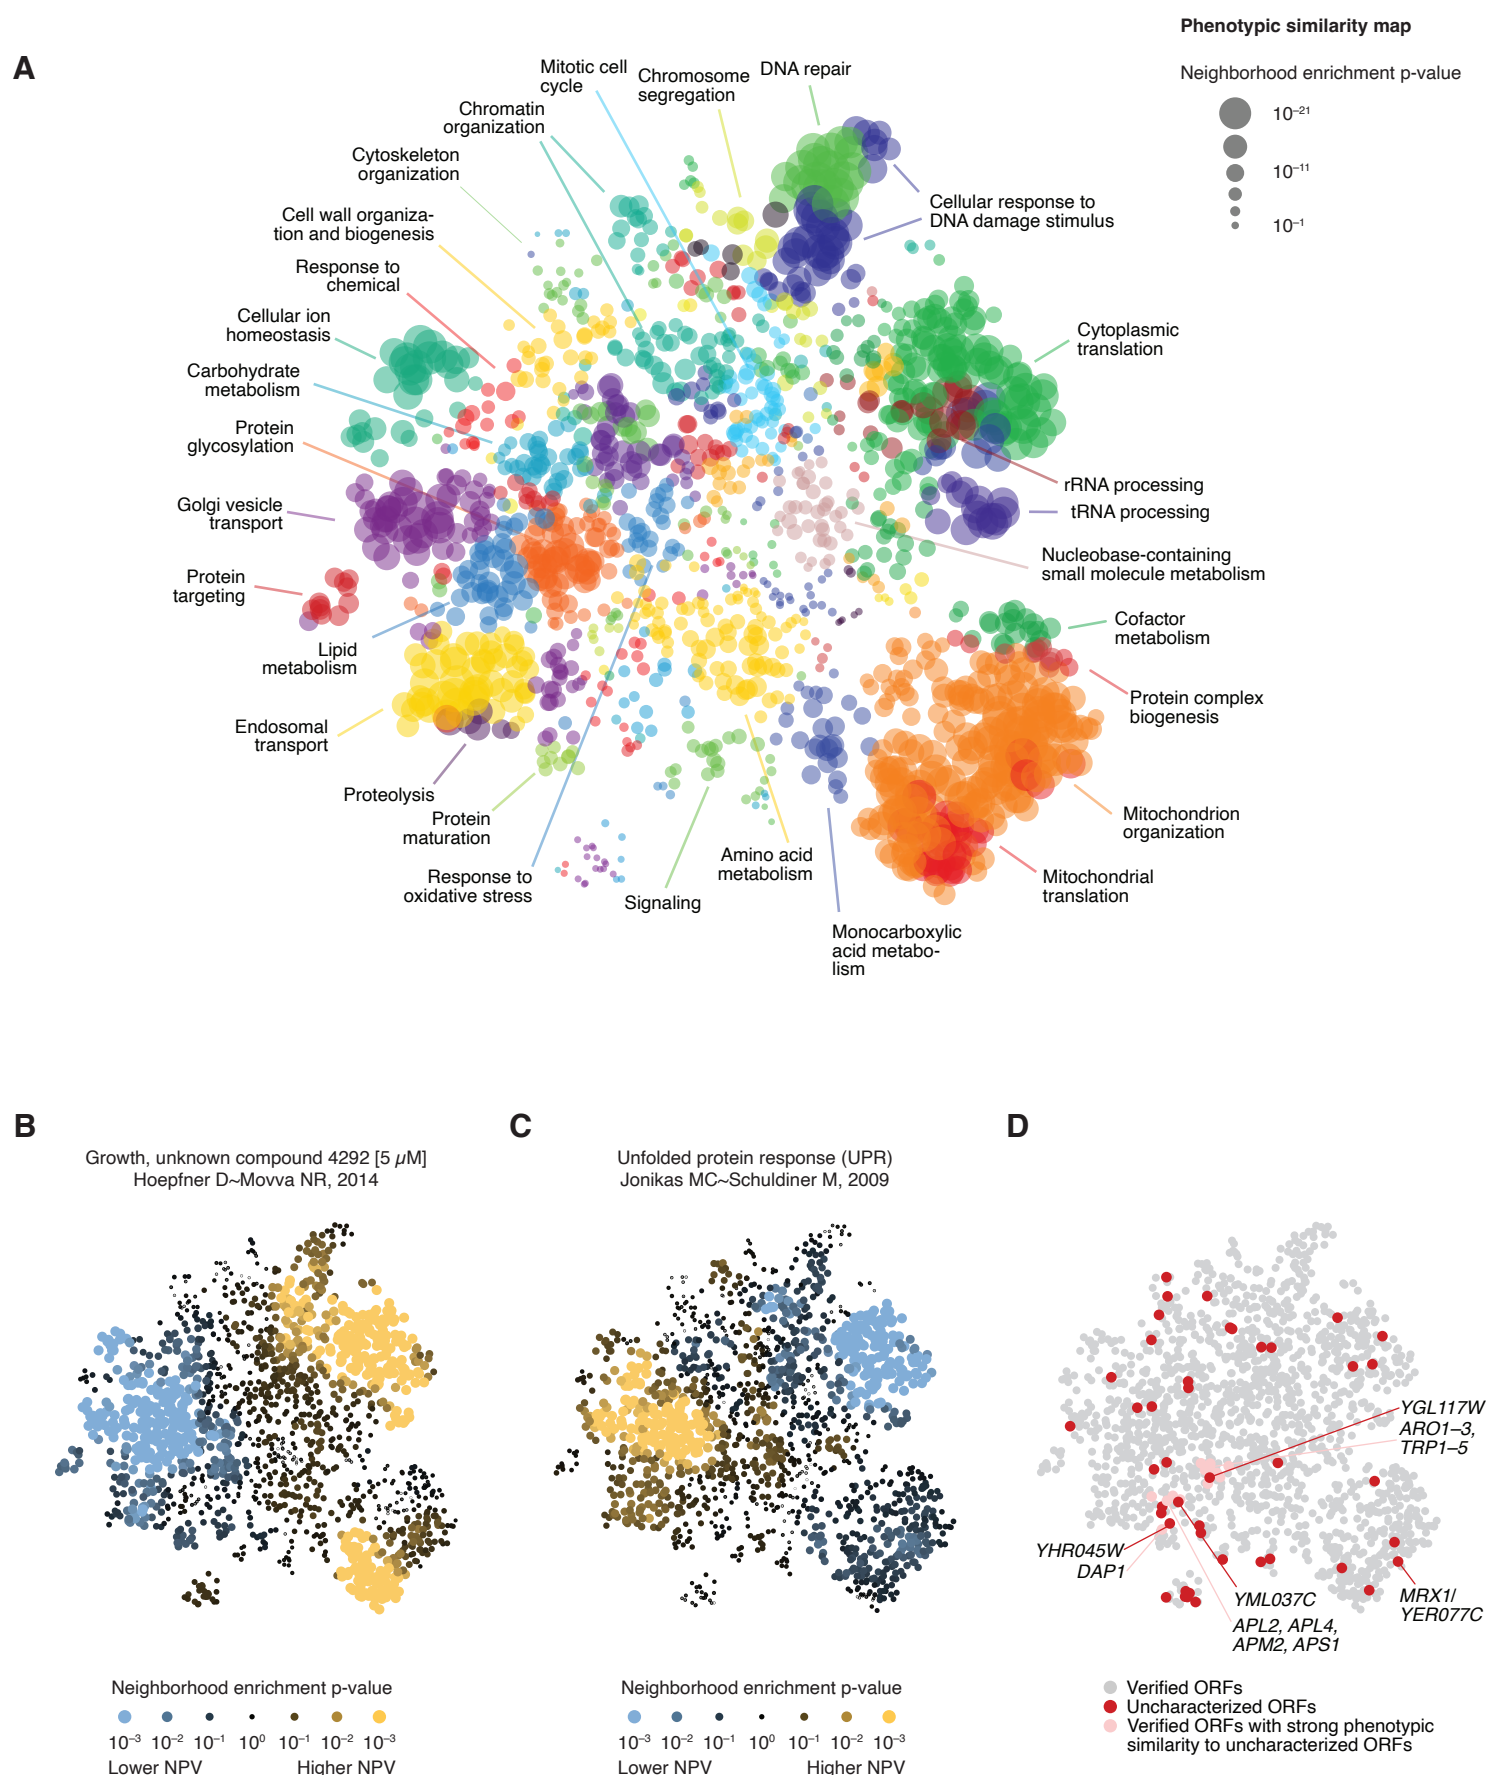 Phenotypic similarity map
Neighborhood enrichment p-value
10–21
10–11
10–1
A
Mitotic cell
cycle
Chromosome
segregation
DNA repair
Chromatin
organization
Cytoskeleton
organization
Cell wall organiza-
tion and biogenesis
Response to
chemical
Cellular ion
homeostasis
Carbohydrate
metabolism
Protein
glycosylation
Golgi vesicle
transport
Protein
targeting
Lipid
metabolism
Endosomal
transport
Proteolysis
Protein
maturation
Response to
oxidative stress
Signaling
Amino acid
metabolism
Monocarboxylic
acid metabo-
lism
Cellular response to
DNA damage stimulus
Cytoplasmic
translation
rRNA processing
tRNA processing
Nucleobase-containing
small molecule metabolism
Cofactor
metabolism
Protein complex
biogenesis
Mitochondrion
organization
Mitochondrial
translation
B
Growth, unknown compound 4292 [5 µM]
Hoepfner D~Movva NR, 2014
Neighborhood enrichment p-value
10–3 10–2 10–1 100 10–1 10–2 10–3
Lower NPV Higher NPV
C
Unfolded protein response (UPR)
Jonikas MC~Schuldiner M, 2009
Neighborhood enrichment p-value
10–3 10–2 10–1 100 10–1 10–2 10–3
Lower NPV Higher NPV
D
YGL117W
ARO1–3,
TRP1–5
YHR045W
DAP1
YML037C
APL2, APL4,
APM2, APS1
MRX1/
YER077C
Verified ORFs
Uncharacterized ORFs
Verified ORFs with strong phenotypic
similarity to uncharacterized ORFs